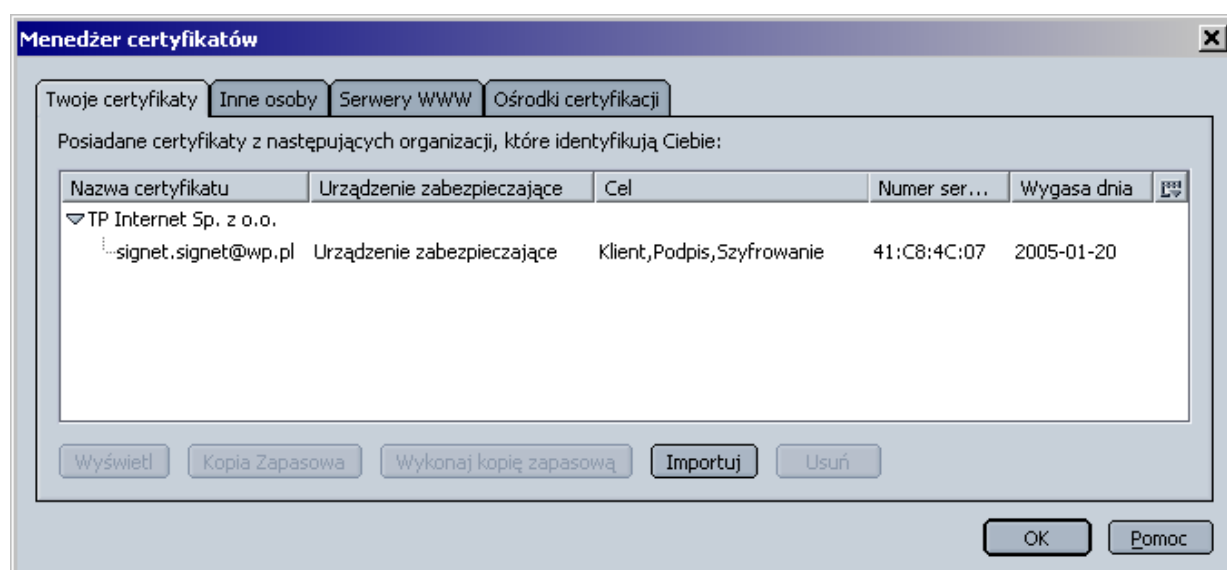 Menedżer certyfikatów
Twoje certyfikaty Inne osoby Serwery WWW Ośrodki certyfikacji
Posiadane certyfikaty z następujących organizacji, które identyfikują Ciebie:
Nazwa certyfikatu Urządzenie zabezpieczające Cel Numer ser... Wygasa dnia
TP Internet Sp. z o.o.
signet.signet@wp.pl Urządzenie zabezpieczające Klient,Podpis,Szyfrowanie 41:C8:4C:07 2005-01-20
Wyświetl Kopia Zapasowa Wykonaj kopię zapasową Importuj Usuń
OK Pomoc